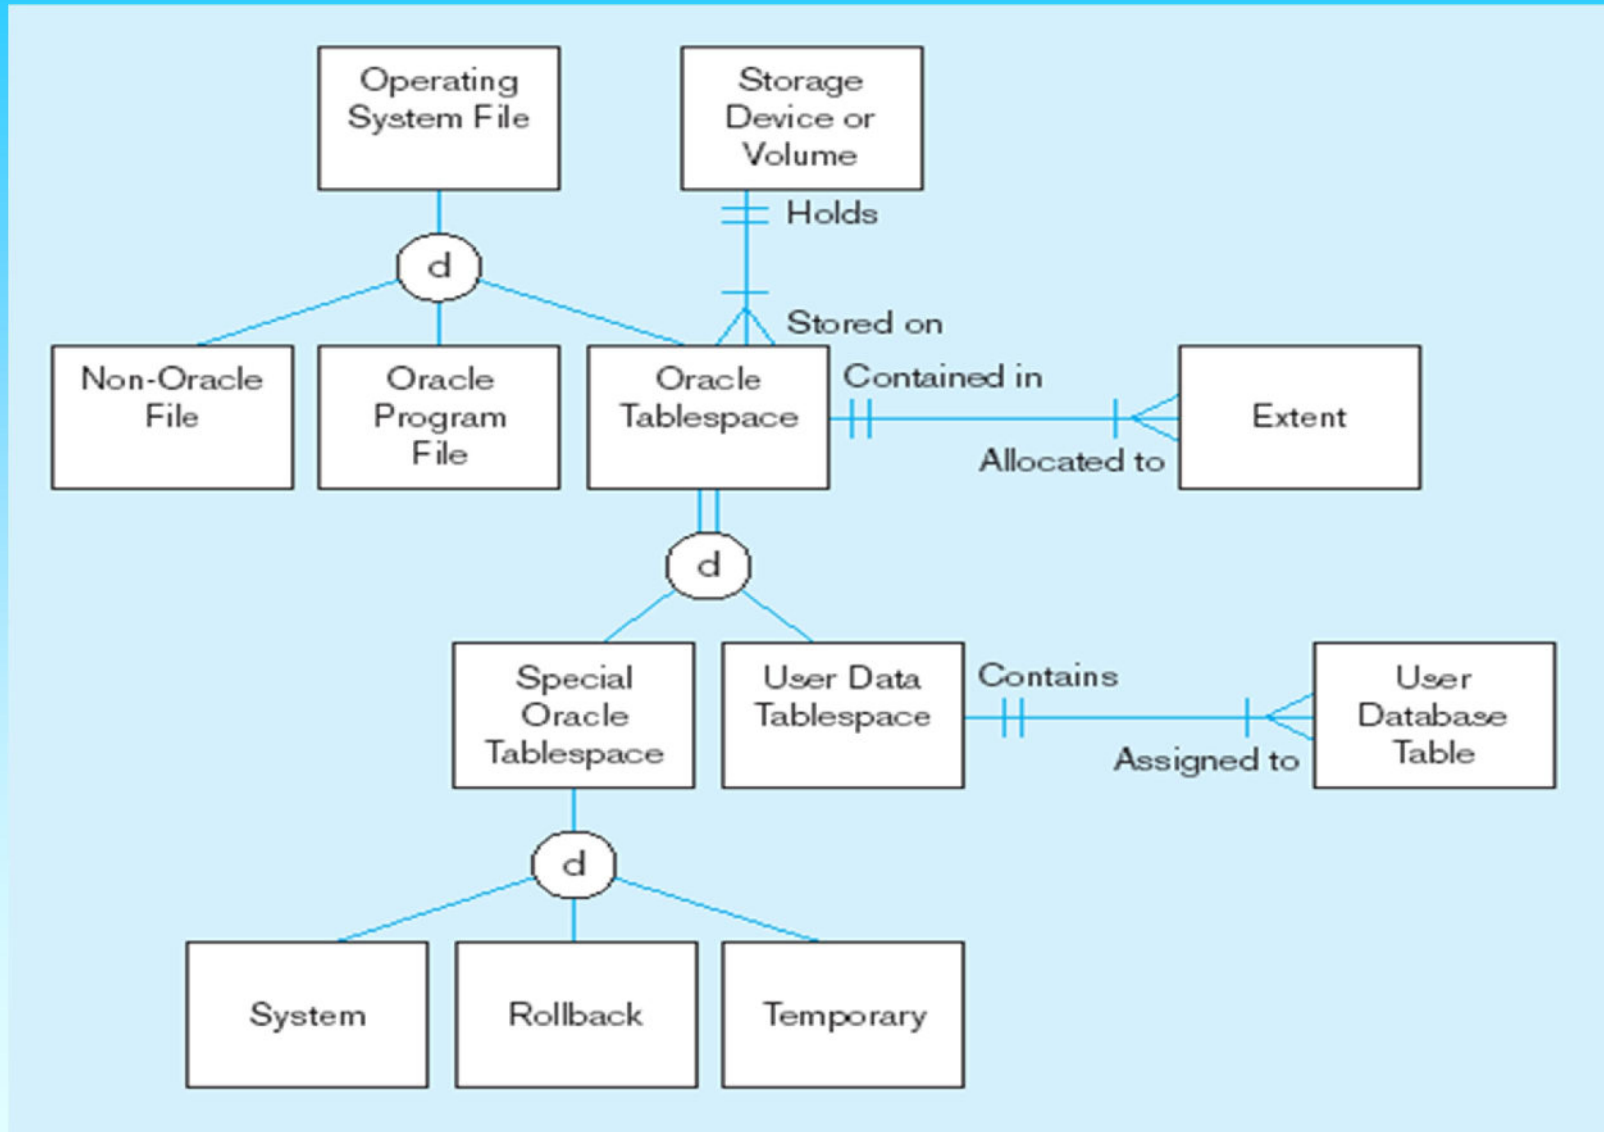 Operating
System File
Storage
Device or
Volume
Holds
d
Stored on
Non-Oracle
File
Oracle
Program
File
Oracle
Tablespace
Contained in
Allocated to
Extent
d
Special
Oracle
Tablespace
User Data
Tablespace
Contains
Assigned to
User
Database
Table
d
System
Rollback
Temporary